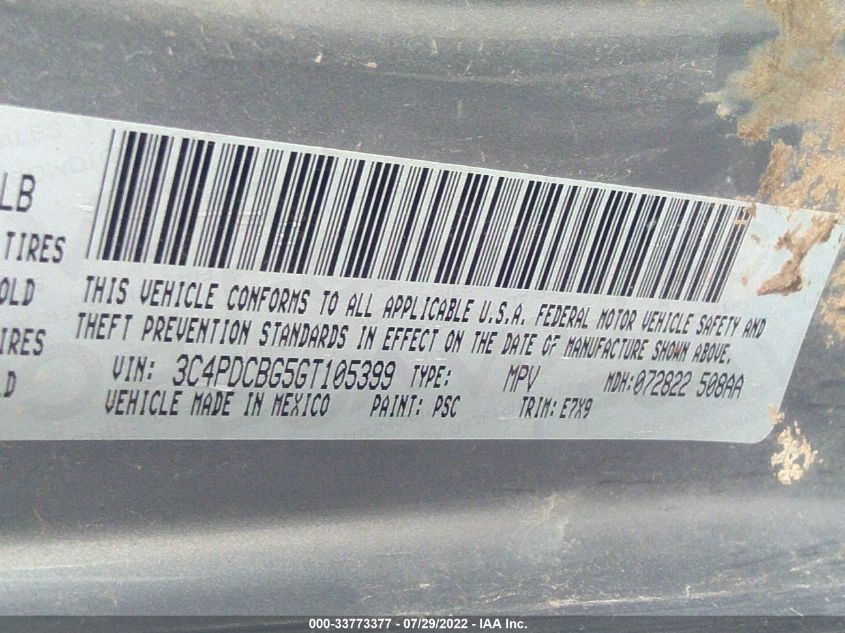 LB
TIRES
OLD
IRES
LD
THIS VEHICLE CONFORMS TO ALL APPLICABLE U.S.A. FEDERAL MOTOR VEHICLE SAFETY AND
THEFT PREVENTION STANDARDS IN EFFECT ON THE DATE OF MANUFACTURE SHOWN ABOVE.
VIN: 3C4PDCBG5GT105399 TYPE: MPV MDH:072822 508AA
VEHICLE MADE IN MEXICO PAINT: PSC TRIM: E7X9
000-33773377 - 07/29/2022 - IAA Inc.